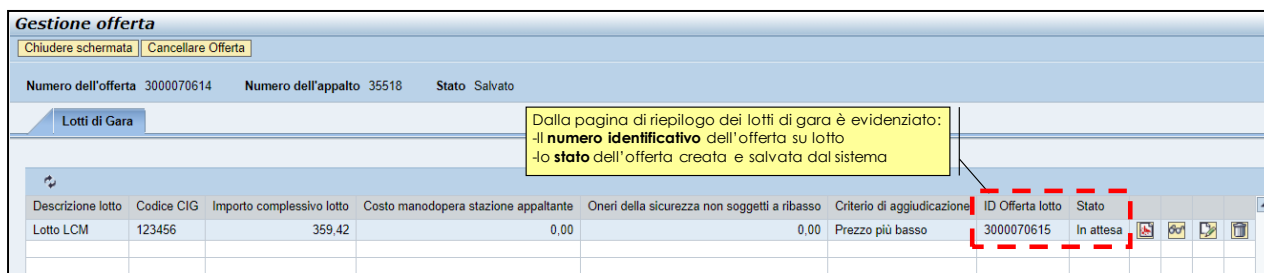 Gestione offerta
Chiudere schermata Cancellare Offerta
Numero dell'offerta 3000070614 Numero dell'appalto 35518 Stato Salvato
Lotti di Gara
Dalla pagina di riepilogo dei lotti di gara è evidenziato:
-Il numero identificativo dell’offerta su lotto
-lo stato dell’offerta creata e salvata dal sistema
Descrizione lotto Codice CIG Importo complessivo lotto Costo manodopera stazione appaltante Oneri della sicurezza non soggetti a ribasso Criterio di aggiudicazione ID Offerta lotto Stato
Lotto LCM 123456 359,42 0,00 0,00 Prezzo più basso 3000070615 In attesa